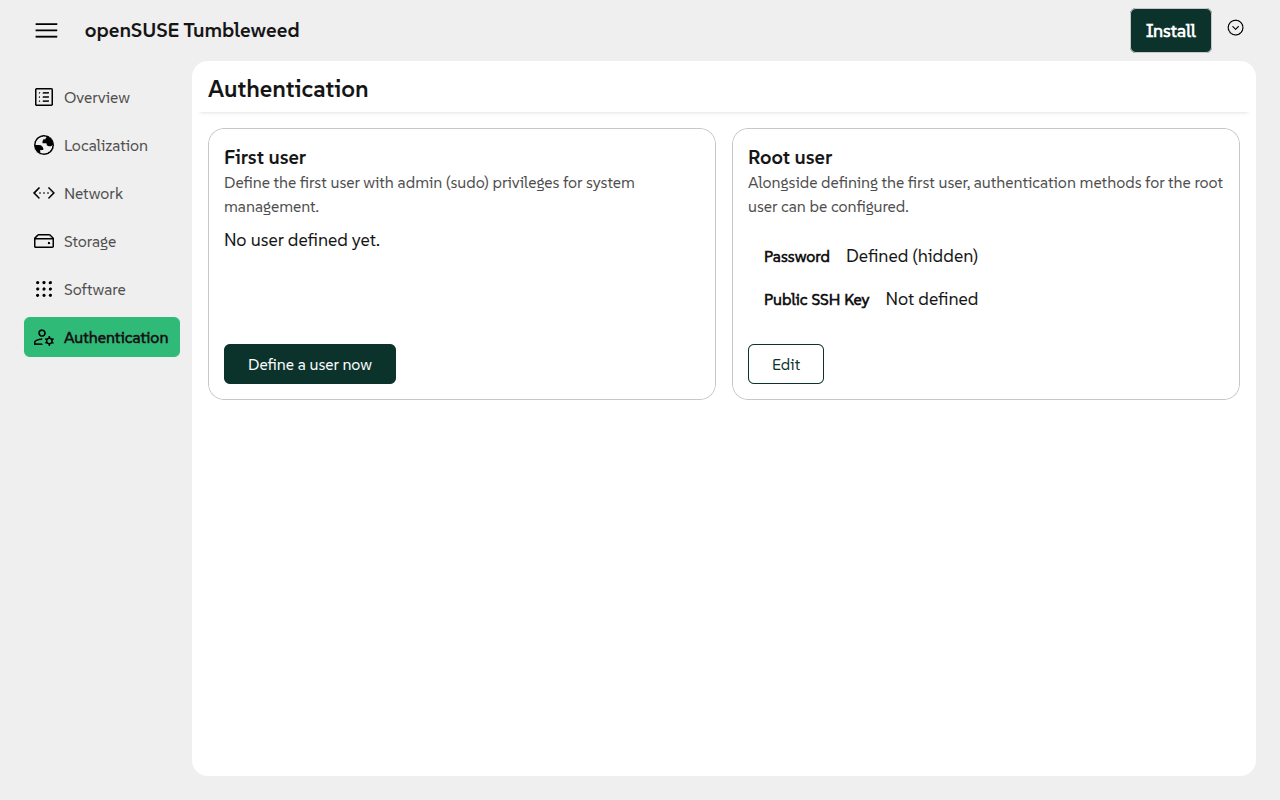 openSUSE Tumbleweed
Install
Overview
Localization
Network
Storage
Software
Authentication
Authentication
First user
Define the first user with admin (sudo) privileges for system
management.
No user defined yet.
Define a user now
Root user
Alongside defining the first user, authentication methods for the root
user can be configured.
Password Defined (hidden)
Public SSH Key Not defined
Edit